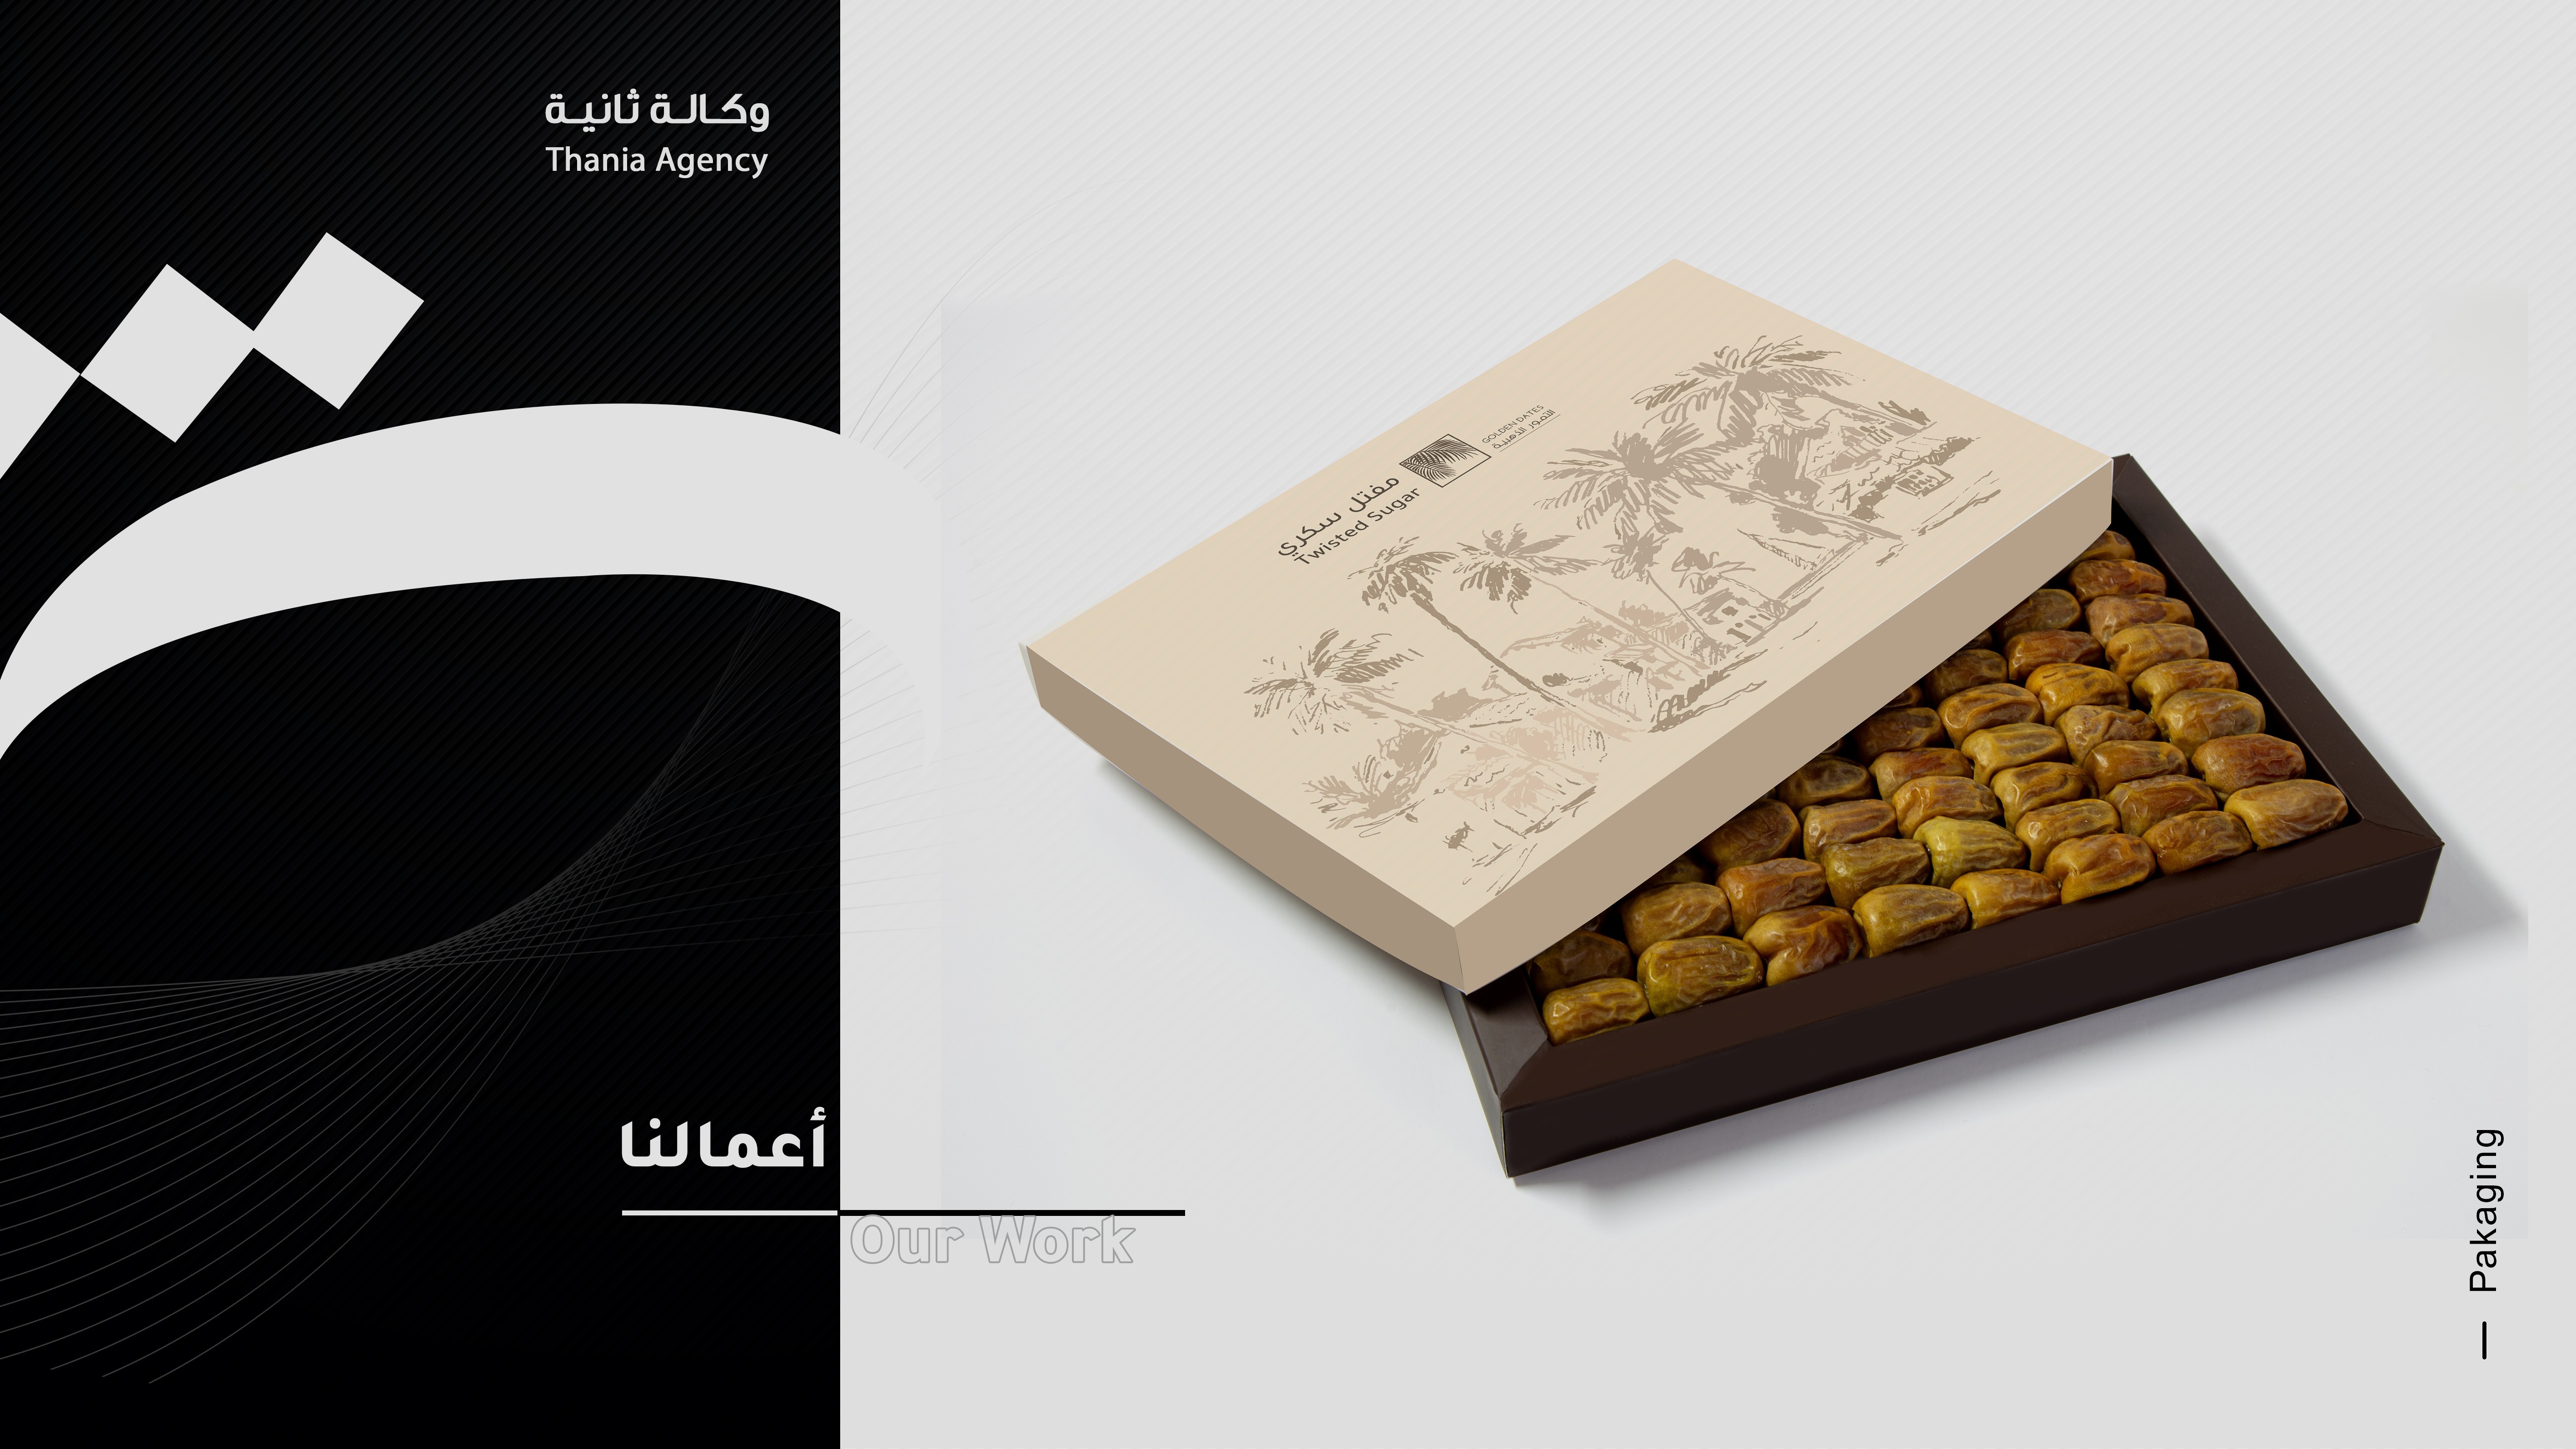 وكالة ثانية
Thania Agency
GOLDEN DATES
التمور الذهبية
مفتل سكري
Twisted Sugar
أعمالنا
Our Work
Pakaging